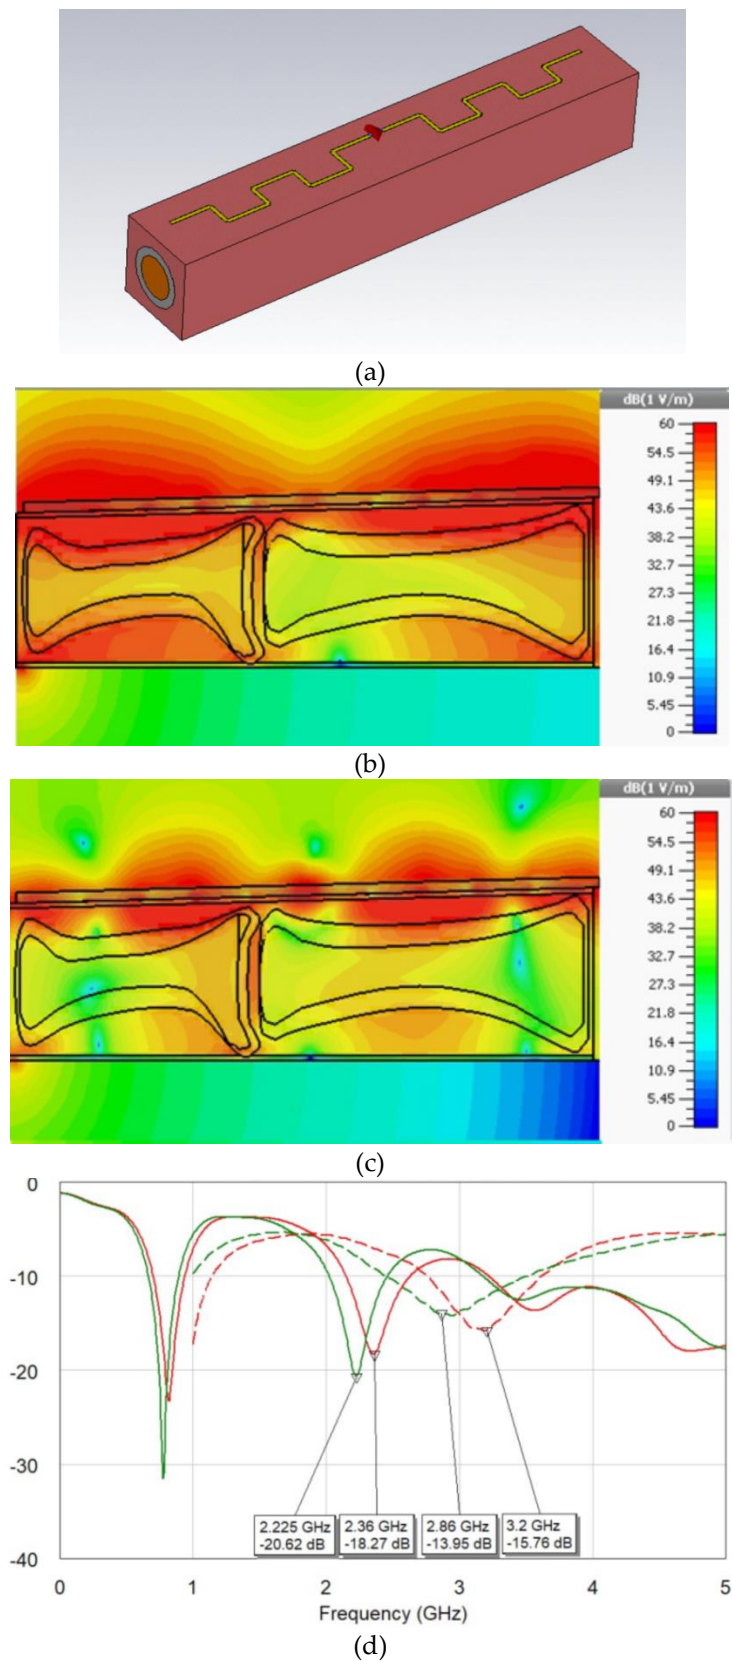 (a)
dB(1 V/m)
60
54.5
49.1
43.6
38.2
32.7
27.3
21.8
16.4
10.9
5.45
0
(b)
dB(1 V/m)
60
54.5
49.1
43.6
38.2
32.7
27.3
21.8
16.4
10.9
5.45
0
(c)
0
-10
-20
-30
-40
2.225 GHz
-20.62 dB
2.36 GHz
-18.27 dB
2.86 GHz
-13.95 dB
3.2 GHz
-15.76 dB
0 1 2 3 4 5
Frequency (GHz)
(d)